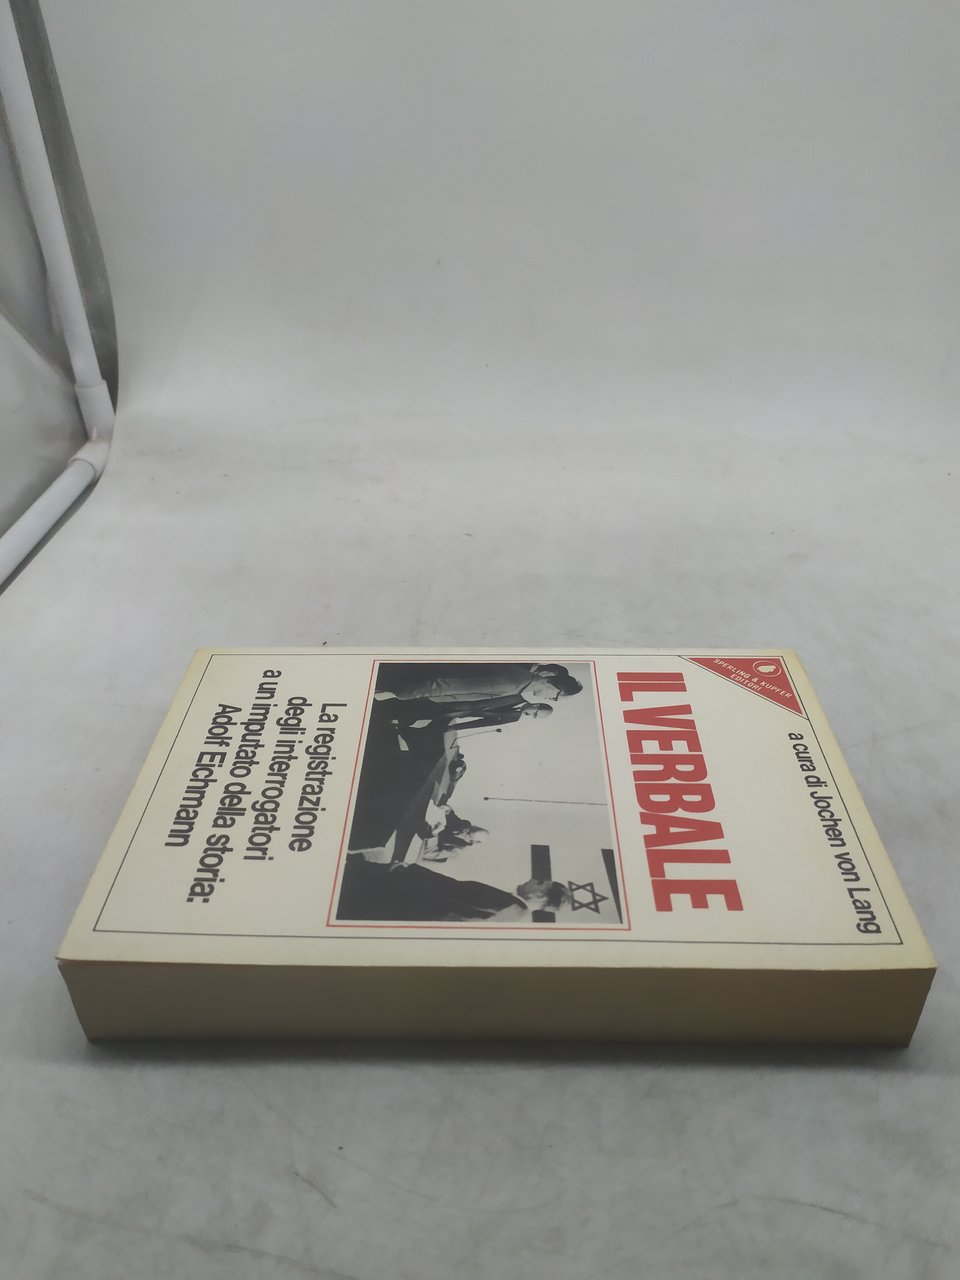 SPERLING & KUPFER
EDITORI
a cura di Jochen von Lang
IL VERBALE
La registrazione
degli interrogatori
a un imputato della storia:
Adolf Eichmann